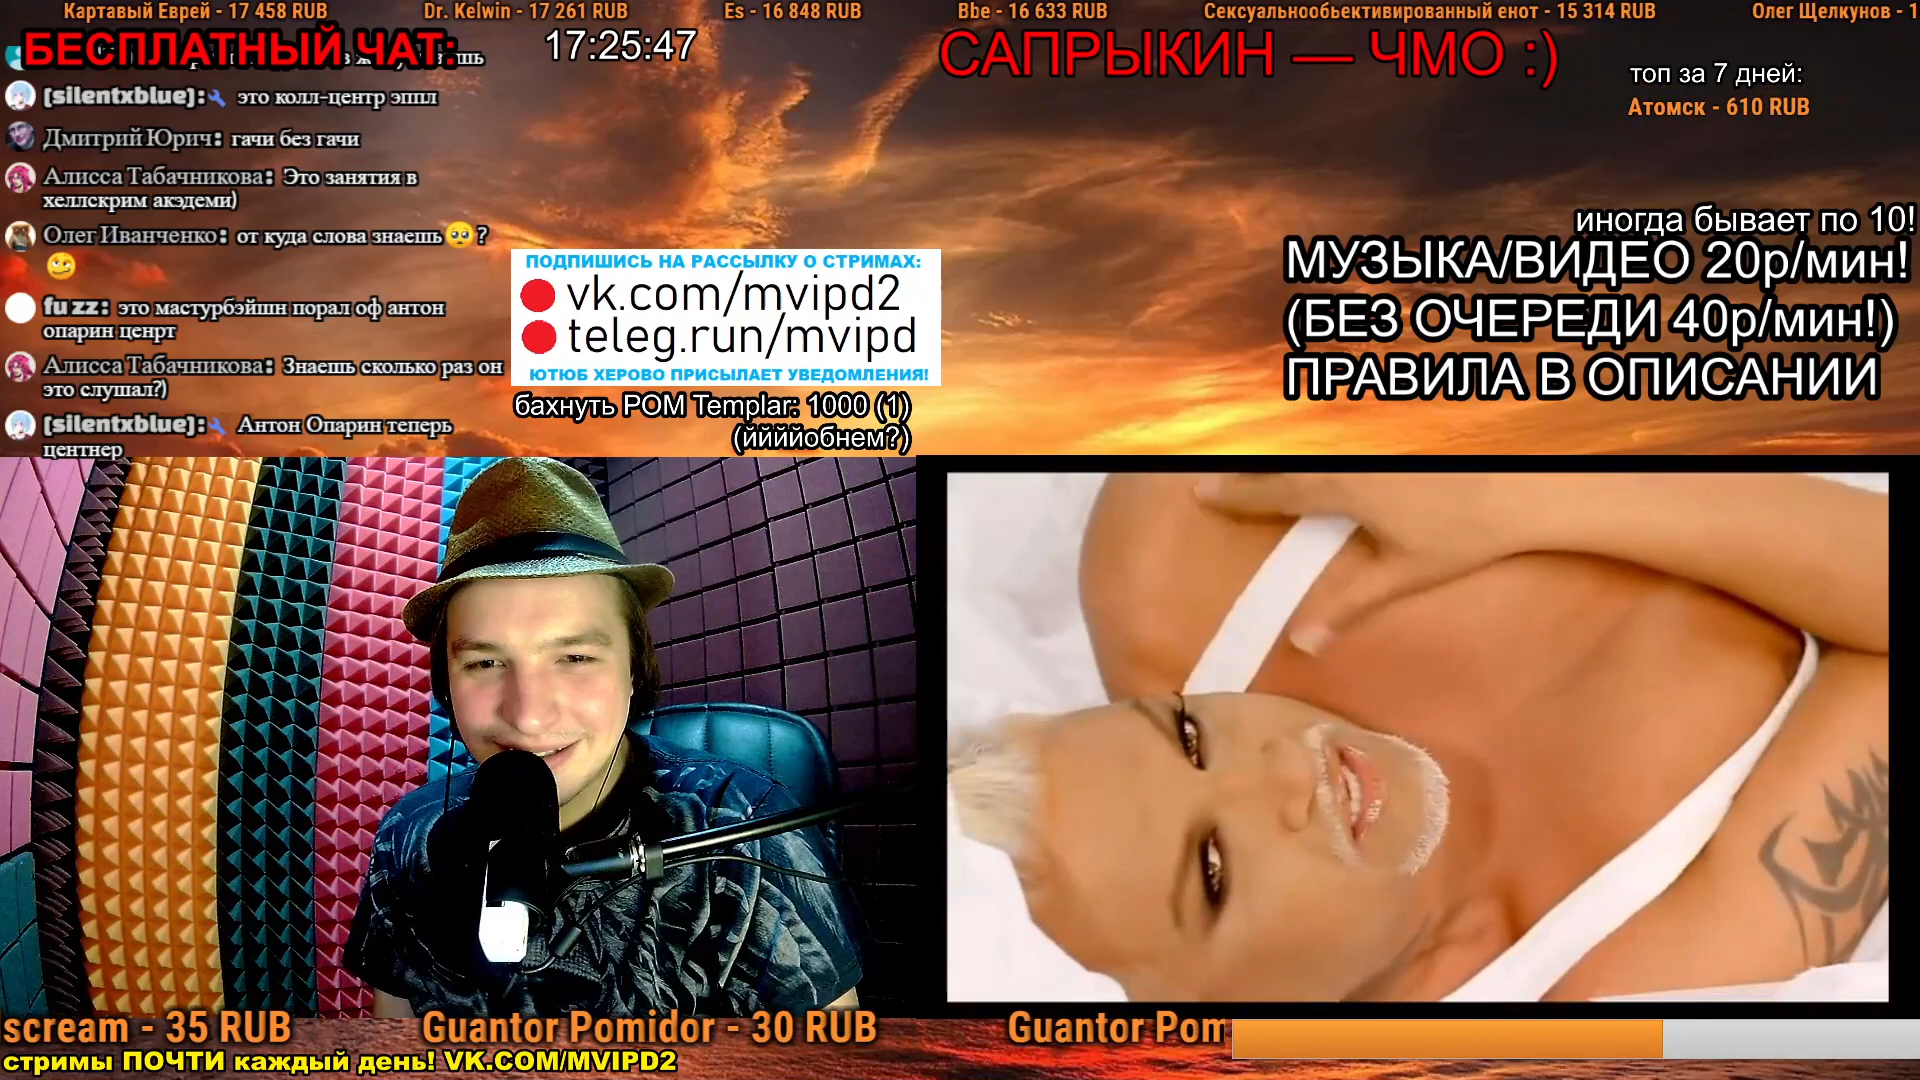 Картавый Еврей - 17 458 RUB
Dr. Kelwin - 17 261 RUB
Es - 16 848 RUB
Bbe - 16 633 RUB
Сексуальнообьективированный енот - 15 314 RUB
Олег Щелкунов - 1
БЕСПЛАТНЫЙ ЧАТ:
17:25:47
САПРЫКИН — ЧМО :)
топ за 7 дней:
Атомск - 610 RUB
[silentxblue]: это колл-центр эппл
Дмитрий Юрич: гачи без гачи
Алисса Табачникова: Это занятия в
хеллскрим акэдеми)
Олег Иванченко: от куда слова знаешь🥺?
🥴
fu zz: это мастурбэйшн порал оф антон
опарин ценрт
Алисса Табачникова: Знаешь сколько раз он
это слушал?)
[silentxblue]: Антон Опарин теперь
центнер
ПОДПИШИСЬ НА РАССЫЛКУ О СТРИМАХ:
vk.com/mvipd2
teleg.run/mvipd
ЮТЮБ ХЕРОВО ПРИСЫЛАЕТ УВЕДОМЛЕНИЯ!
бахнуть РОМ Templar: 1000 (1)
(йййййобнем?)
иногда бывает по 10!
МУЗЫКА/ВИДЕО 20р/мин!
(БЕЗ ОЧЕРЕДИ 40р/мин!)
ПРАВИЛА В ОПИСАНИИ
scream - 35 RUB
Guantor Pomidor - 30 RUB
Guantor Pom
стримы ПОЧТИ каждый день! VK.COM/MVIPD2